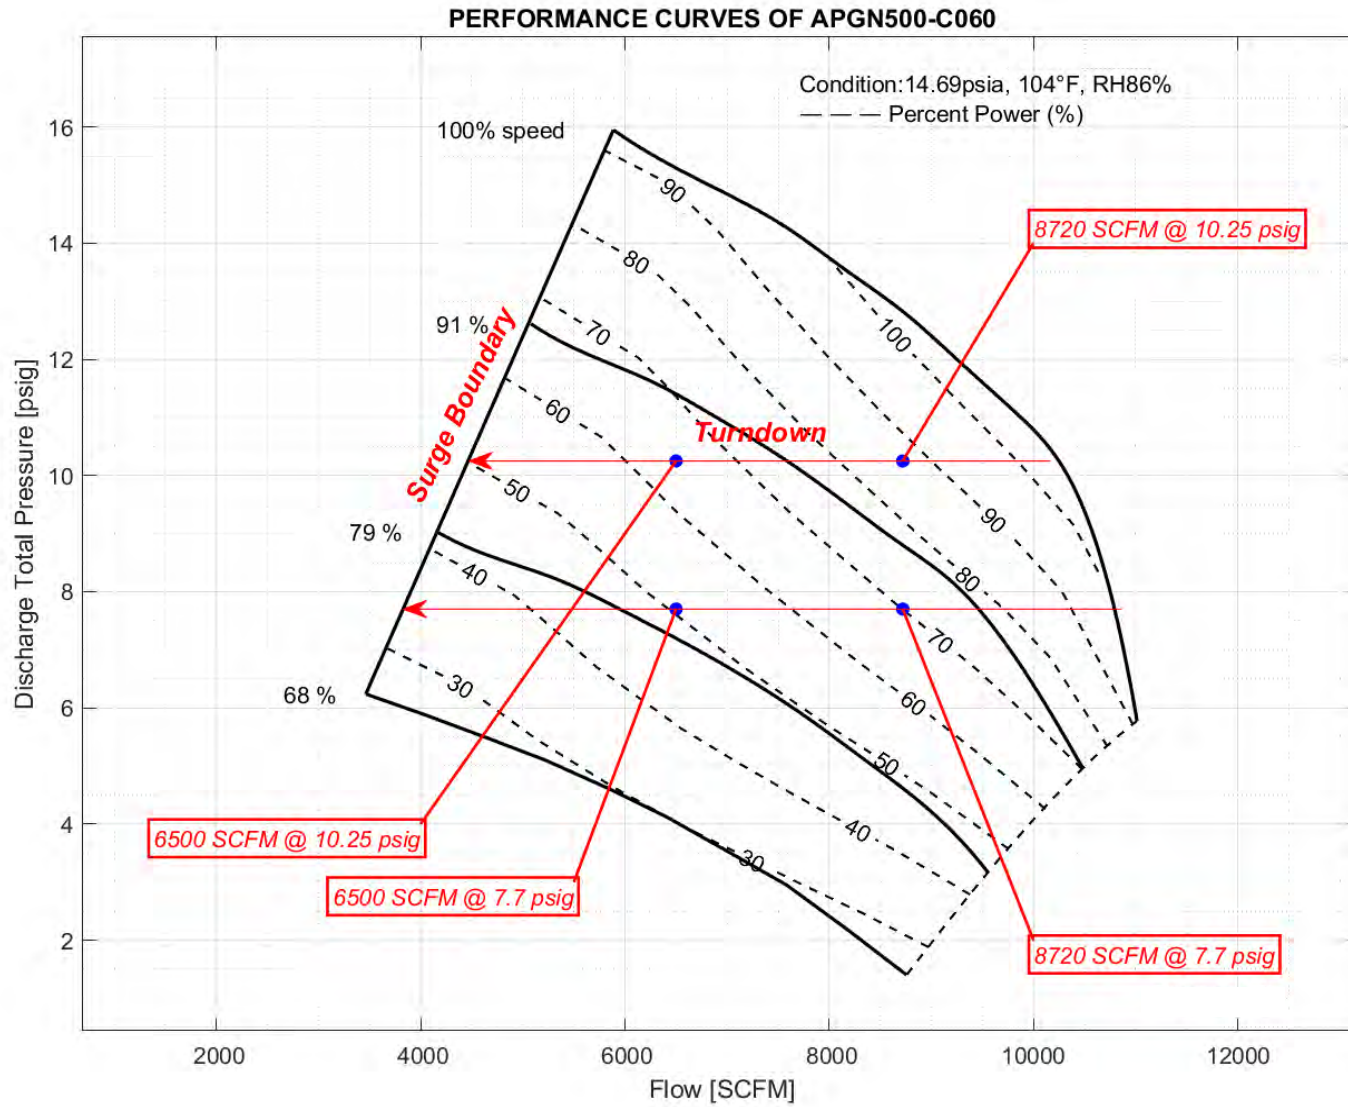 PERFORMANCE CURVES OF APGN500-C060
Condition:14.69psia, 104°F, RH86%
— — — Percent Power (%)
16
14
12
10
8
6
4
2
Discharge Total Pressure [psig]
100% speed
91 %
79 %
68 %
Surge Boundary
Turndown
90
80
70
60
50
40
30
100
90
80
70
60
50
40
30
8720 SCFM @ 10.25 psig
6500 SCFM @ 10.25 psig
6500 SCFM @ 7.7 psig
8720 SCFM @ 7.7 psig
2000
4000
6000
8000
10000
12000
Flow [SCFM]